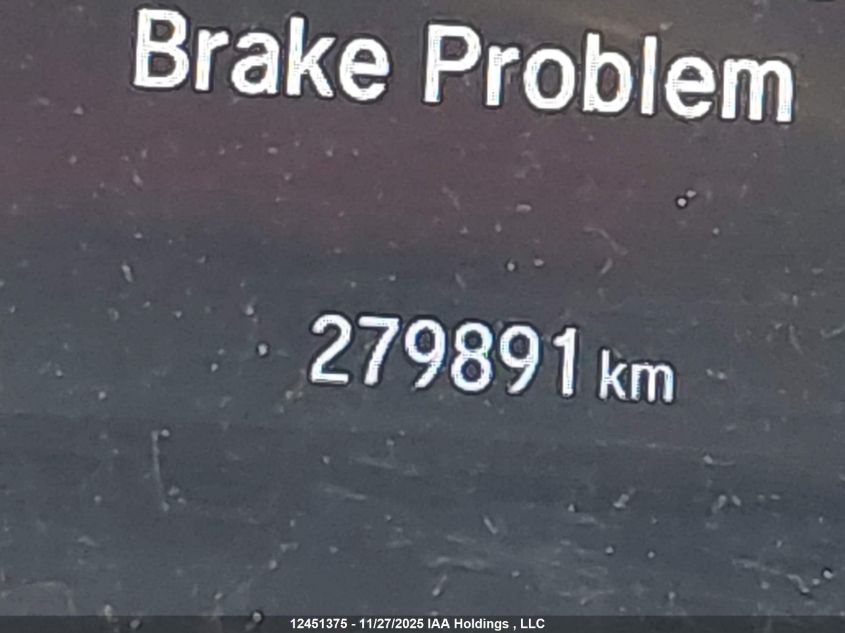 Brake Problem
279891 km
12451375 - 11/27/2025 IAA Holdings , LLC